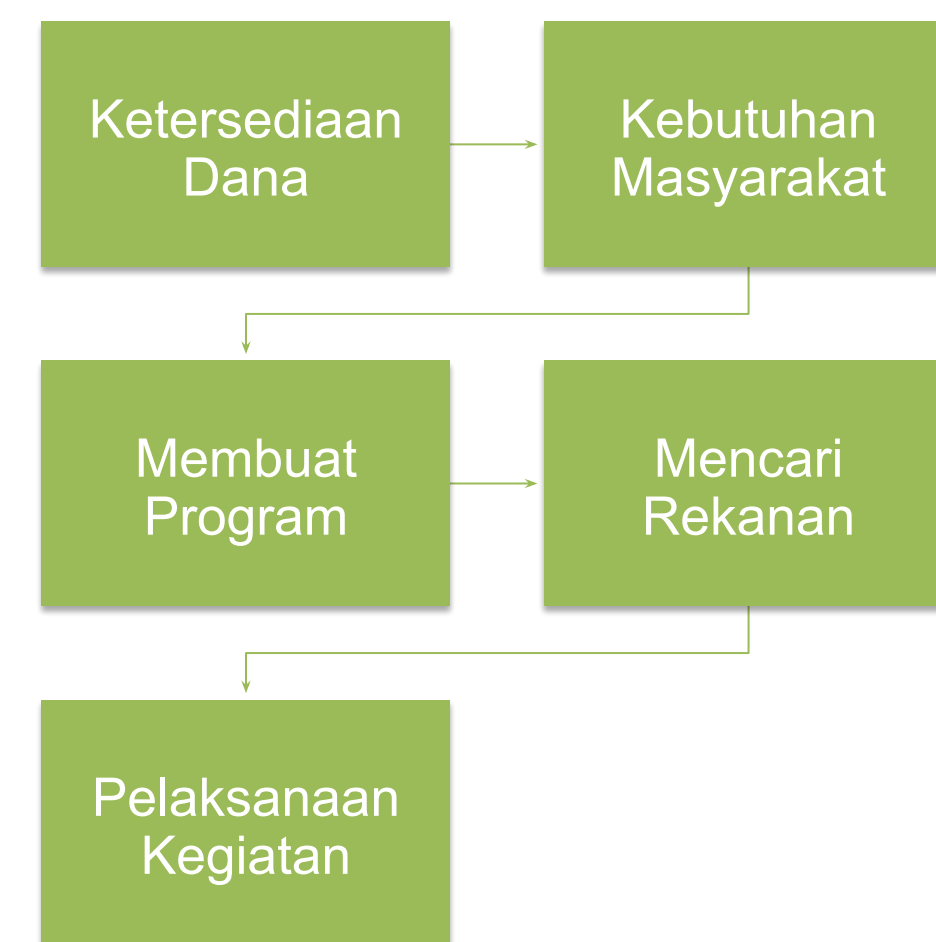 Ketersediaan
Dana
Kebutuhan
Masyarakat
Membuat
Program
Mencari
Rekanan
Pelaksanaan
Kegiatan